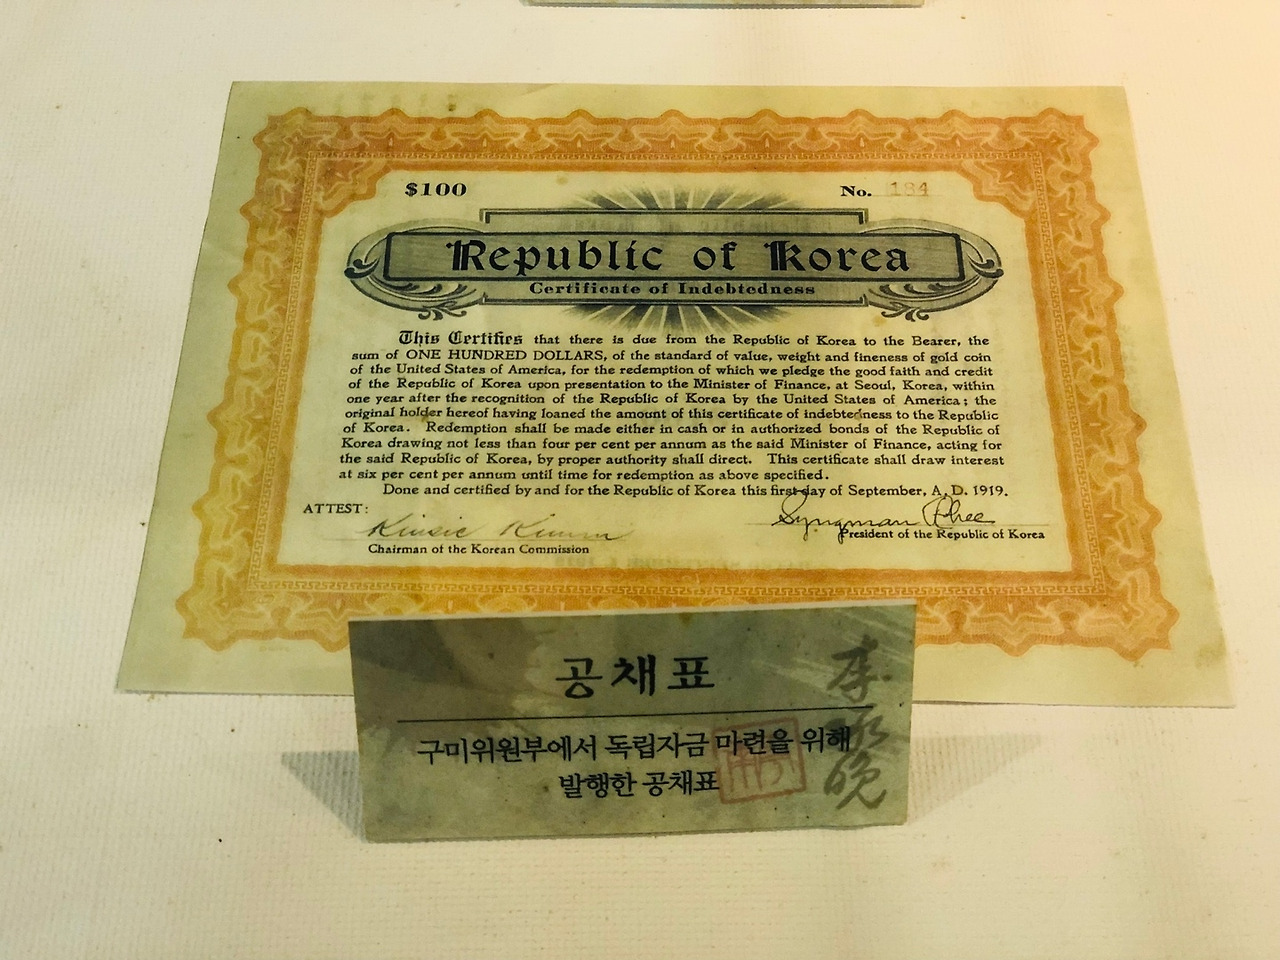 $100
No. 184
Republic of Korea
Certificate of Indebtedness
This Certifies that there is due from the Republic of Korea to the Bearer, the
sum of ONE HUNDRED DOLLARS, of the standard of value, weight and fineness of gold coin
of the United States of America, for the redemption of which we pledge the good faith and credit
of the Republic of Korea upon presentation to the Minister of Finance, at Seoul, Korea, within
one year after the recognition of the Republic of Korea by the United States of America; the
original holder hereof having loaned the amount of this certificate of indebtedness to the Republic
of Korea. Redemption shall be made either in cash or in authorized bonds of the Republic of
Korea drawing not less than four per cent per annum as the said Minister of Finance, acting for
the said Republic of Korea, by proper authority shall direct. This certificate shall draw interest
at six per cent per annum until time for redemption as above specified.
Done and certified by and for the Republic of Korea this first day of September, A. D. 1919.
ATTEST:
Kiusic Kimm
Chairman of the Korean Commission
Syngman Rhee
President of the Republic of Korea
공채표
구미위원부에서 독립자금 마련을 위해
발행한 공채표
李承晩